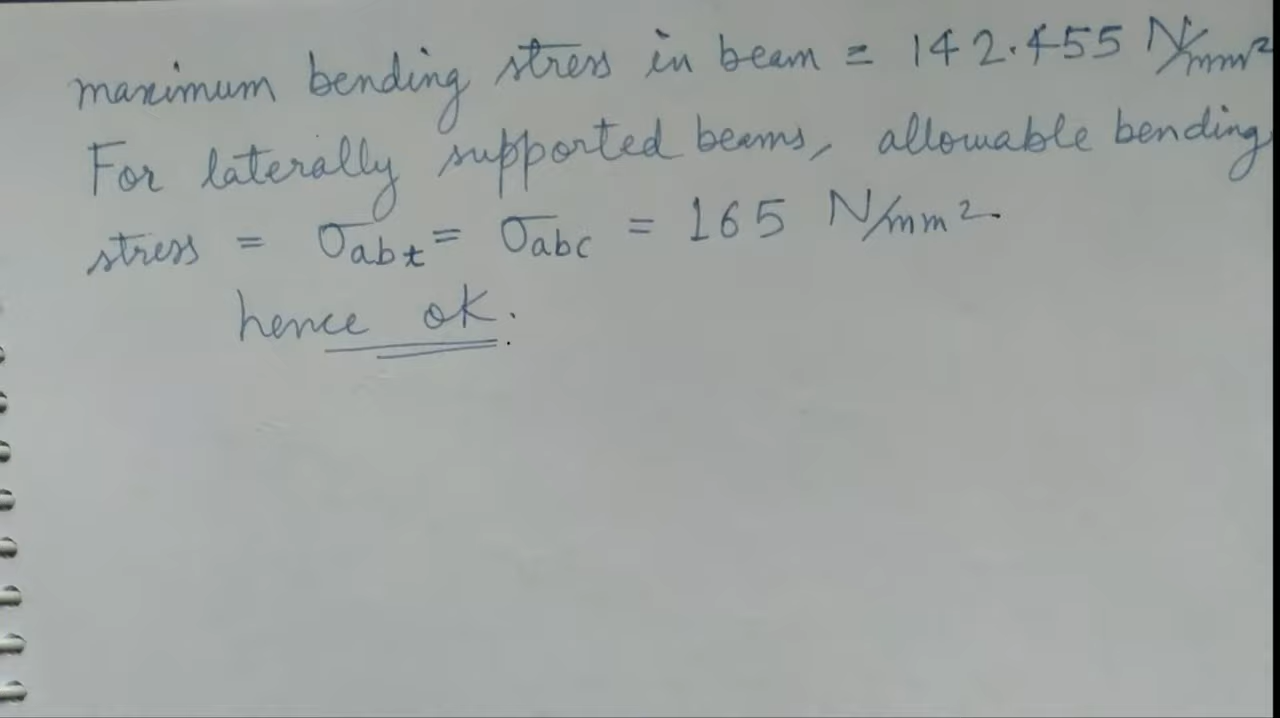 maximum bending stress in beam = 142.455 N/mm²
For laterally supported beams, allowable bending
stress = σabt = σabc = 165 N/mm².
hence ok.